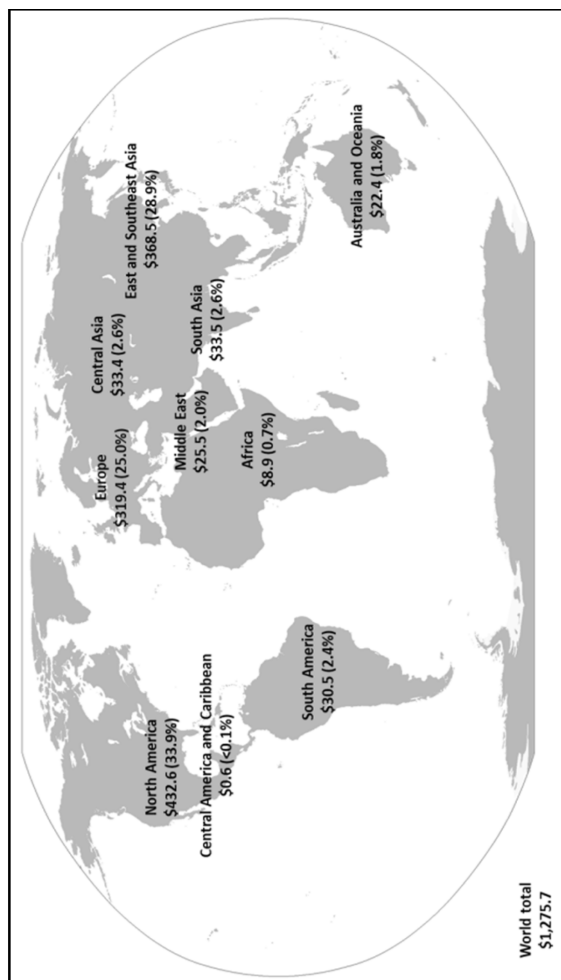 North America
$432.6 (33.9%)
Central America and Caribbean
$0.6 (<0.1%)
South America
$30.5 (2.4%)
Europe
$319.4 (25.0%)
Middle East
$25.5 (2.0%)
Africa
$8.9 (0.7%)
Central Asia
$33.4 (2.6%)
South Asia
$33.5 (2.6%)
East and Southeast Asia
$368.5 (28.9%)
Australia and Oceania
$22.4 (1.8%)
World total
$1,275.7